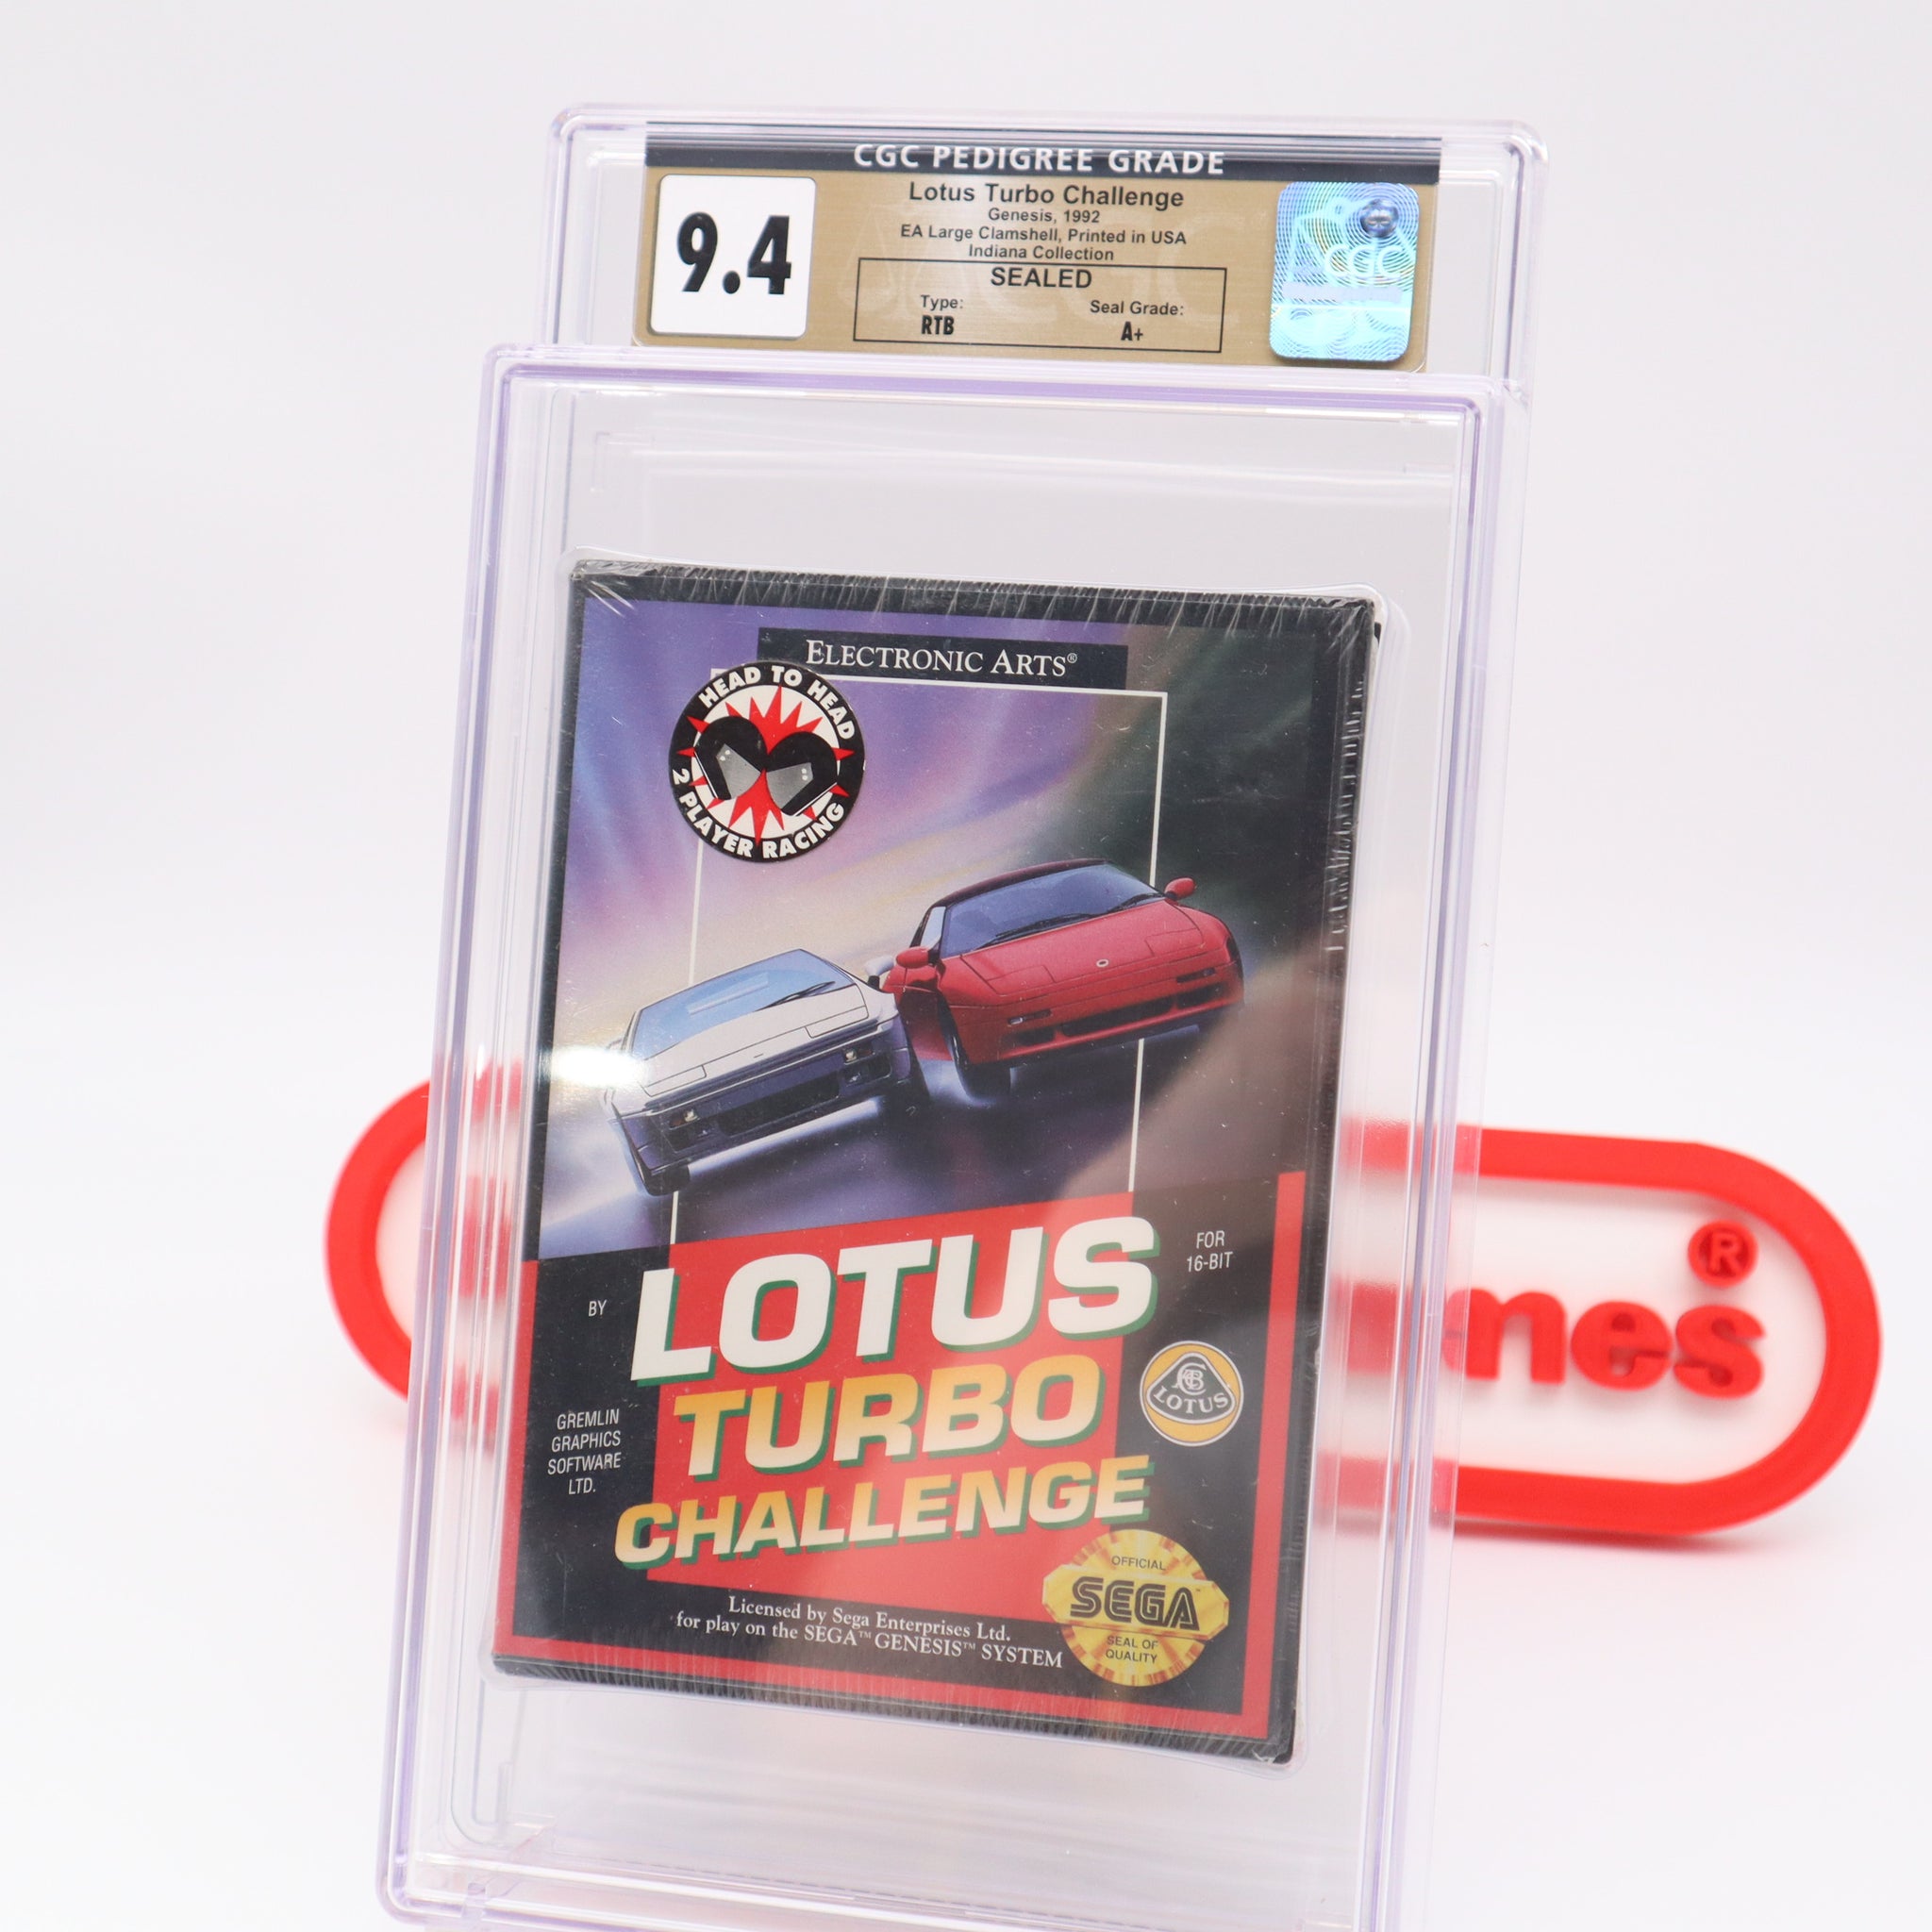 CGC PEDIGREE GRADE
9.4
Lotus Turbo Challenge
Genesis, 1992
EA Large Clamshell, Printed in USA
Indiana Collection
SEALED
Type:
RTB
Seal Grade:
A+
CGC
ELECTRONIC ARTS®
HEAD TO HEAD
2 PLAYER RACING
BY
LOTUS
FOR
16-BIT
TURBO
LOTUS
GREMLIN
GRAPHICS
SOFTWARE
LTD.
CHALLENGE
OFFICIAL
SEGA
SEAL OF
QUALITY
Licensed by Sega Enterprises Ltd.
for play on the SEGA™ GENESIS™ SYSTEM
®
nes